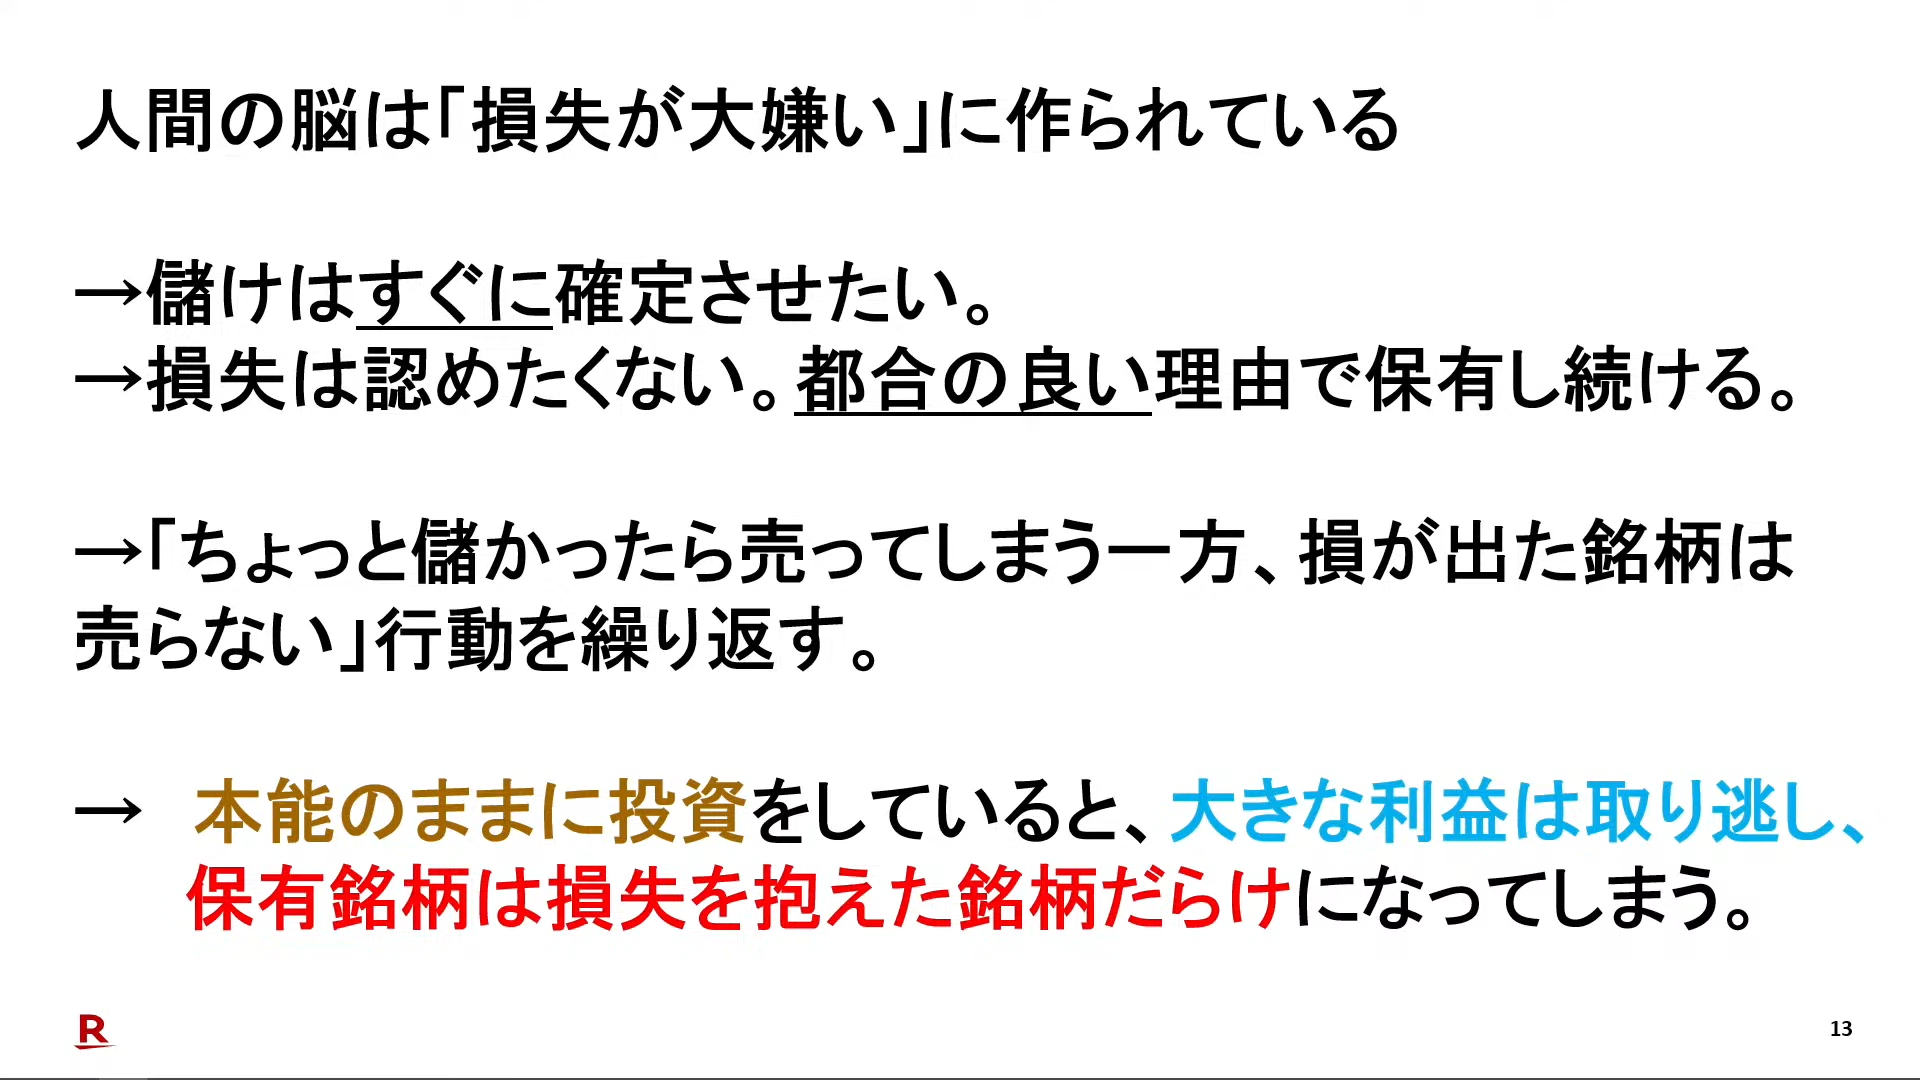 人間の脳は「損失が大嫌い」に作られている
→儲けはすぐに確定させたい。
→損失は認めたくない。都合の良い理由で保有し続ける。
→「ちょっと儲かったら売ってしまう一方、損が出た銘柄は
売らない」行動を繰り返す。
→ 本能のままに投資をしていると、大きな利益は取り逃し、
保有銘柄は損失を抱えた銘柄だらけになってしまう。
R
13